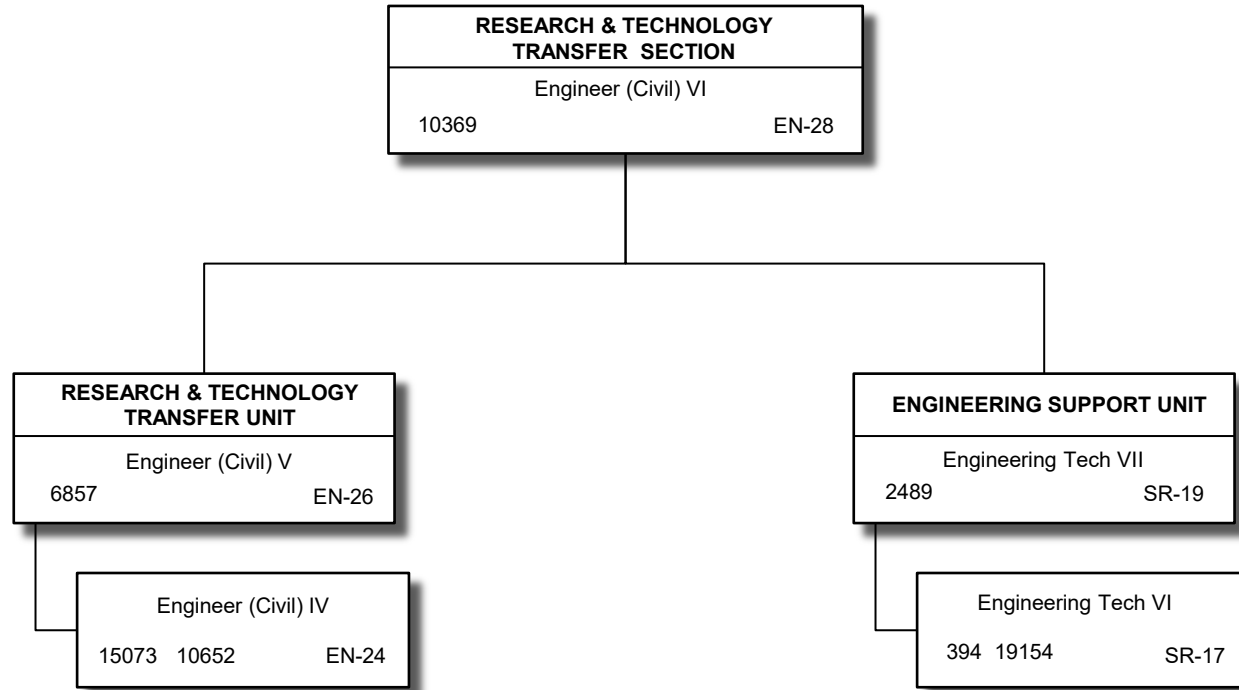 RESEARCH & TECHNOLOGY
TRANSFER SECTION
Engineer (Civil) VI
10369 EN-28
RESEARCH & TECHNOLOGY
TRANSFER UNIT
Engineer (Civil) V
6857 EN-26
Engineer (Civil) IV
15073 10652 EN-24
ENGINEERING SUPPORT UNIT
Engineering Tech VII
2489 SR-19
Engineering Tech VI
394 19154 SR-17